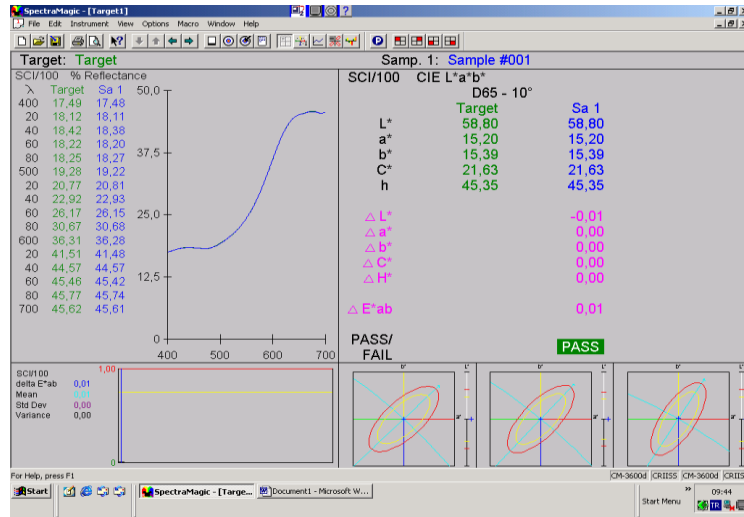 SpectraMagic - [Target1]
File Edit Instrument View Options Macro Window Help
Target: Target
Samp. 1: Sample #001
SCI/100 % Reflectance
λ Target Sa 1
400 17,49 17,48
20 18,12 18,11
40 18,42 18,38
60 18,22 18,20
80 18,25 18,27
500 19,28 19,22
20 20,77 20,81
40 22,92 22,93
60 26,17 26,15
80 30,67 30,68
600 36,31 36,28
20 41,51 41,48
40 44,57 44,57
60 45,46 45,42
80 45,77 45,74
700 45,62 45,61
50,0
37,5
25,0
12,5
0
400 500 600 700
SCI/100 CIE L*a*b*
D65 - 10°
Target Sa 1
L* 58,80 58,80
a* 15,20 15,20
b* 15,39 15,39
C* 21,63 21,63
h 45,35 45,35
△ L* -0,01
△ a* 0,00
△ b* 0,00
△ C* 0,00
△ H* 0,00
△ E*ab 0,01
PASS/
FAIL
PASS
SCI/100
delta E*ab 0,01
Mean 0,01
Std Dev 0,00
Variance 0,00
1,00
0
b* L* b* L* b* L*
a* a* a*
For Help, press F1
CM-3600d CRIISS CM-3600d CRIISS CM-3600d CRIIS
Start
SpectraMagic - [Targe...
Document1 - Microsoft W...
Start Menu
»
TR
09:44